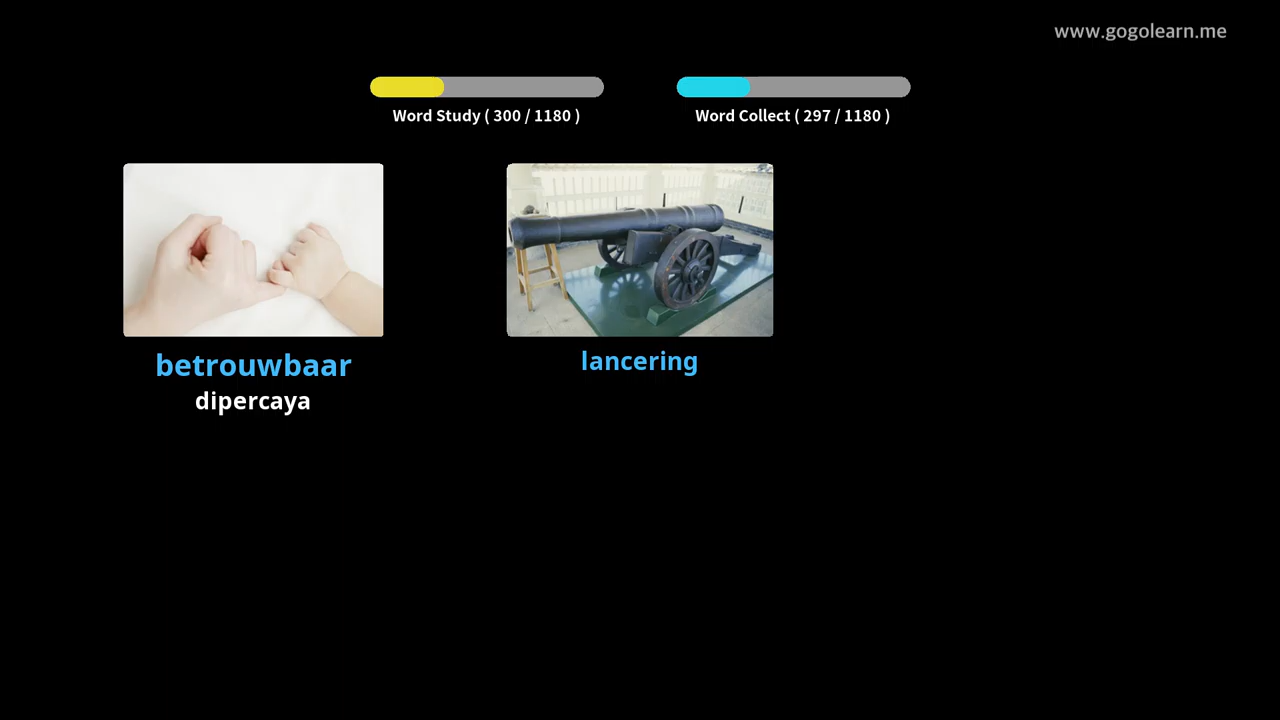 www.gogolearn.me
Word Study ( 300 / 1180 )
Word Collect ( 297 / 1180 )
betrouwbaar
dipercaya
lancering